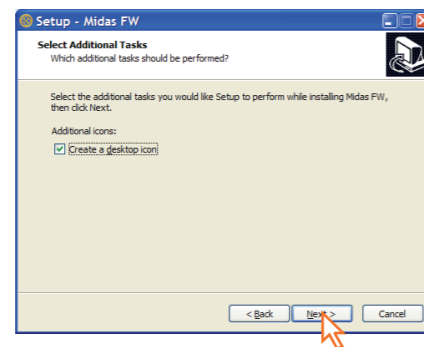 Setup - Midas FW
Select Additional Tasks
Which additional tasks should be performed?
Select the additional tasks you would like Setup to perform while installing Midas FW,
then click Next.
Additional icons:
Create a desktop icon
< Back Next > Cancel